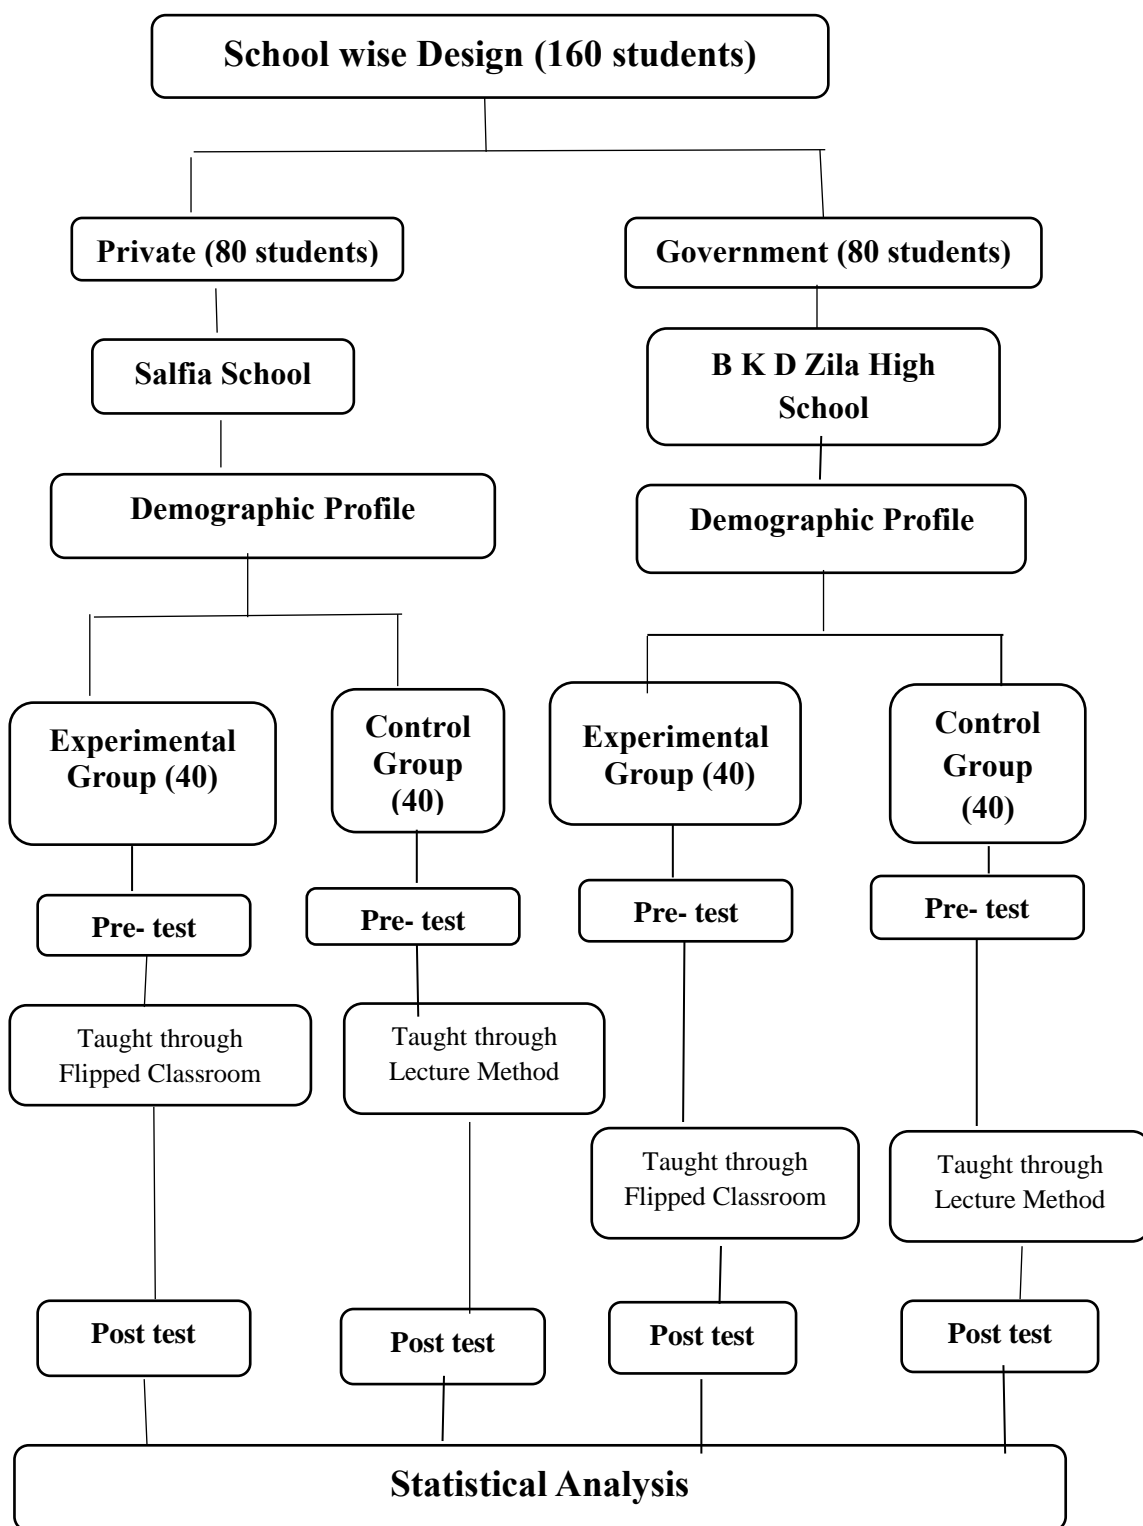 School wise Design (160 students)
Private (80 students)
Government (80 students)
Salfia School
B K D Zila High
School
Demographic Profile
Demographic Profile
Experimental
Group (40)
Control
Group
(40)
Experimental
Group (40)
Control
Group
(40)
Pre- test
Pre- test
Pre- test
Pre- test
Taught through
Flipped Classroom
Taught through
Lecture Method
Taught through
Flipped Classroom
Taught through
Lecture Method
Post test
Post test
Post test
Post test
Statistical Analysis